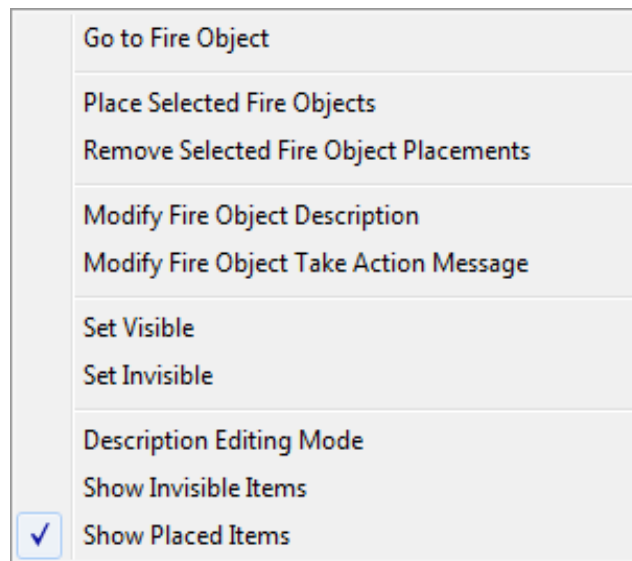 Go to Fire Object
Place Selected Fire Objects
Remove Selected Fire Object Placements
Modify Fire Object Description
Modify Fire Object Take Action Message
Set Visible
Set Invisible
Description Editing Mode
Show Invisible Items
Show Placed Items